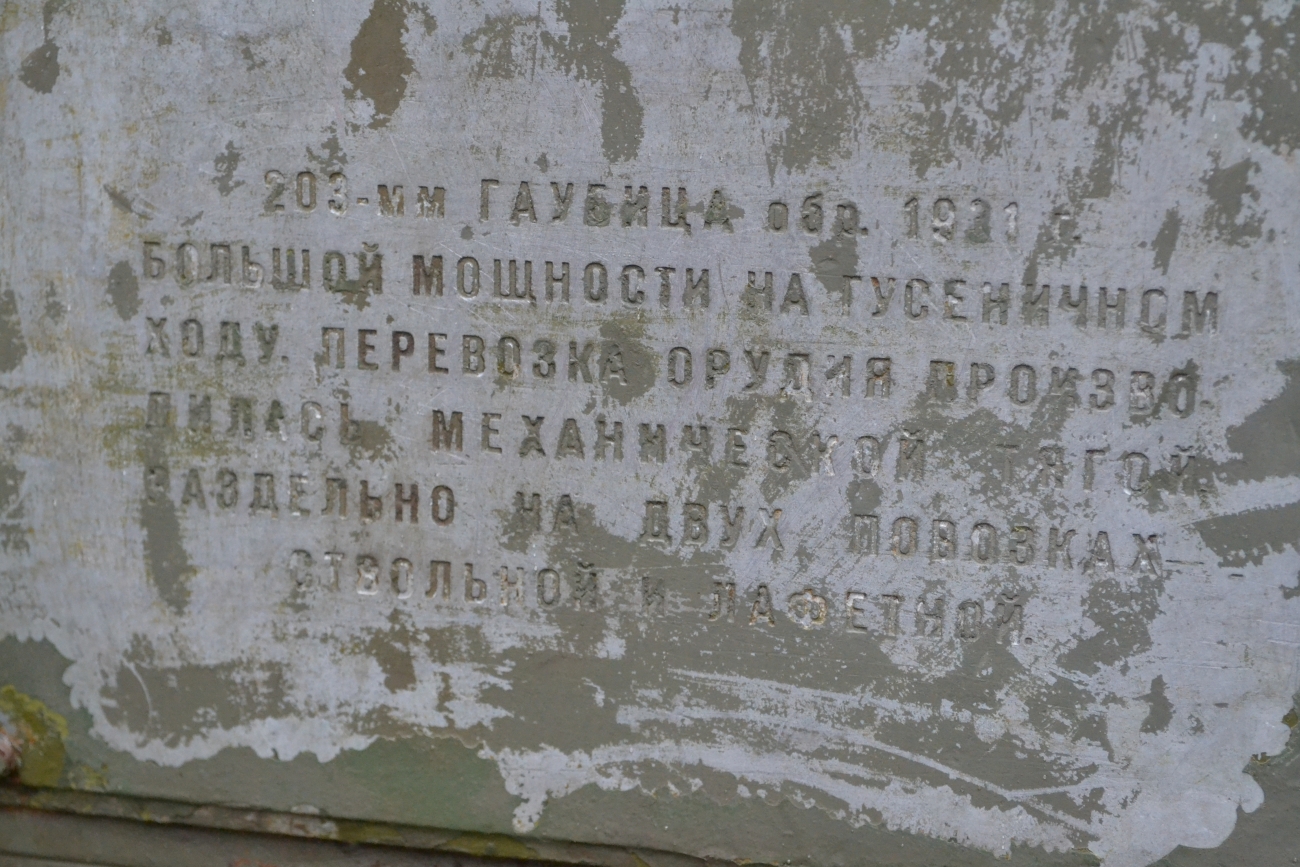 203-мм ГАУБИЦА обр. 1931 г.
БОЛЬШОЙ МОЩНОСТИ НА ГУСЕНИЧНОМ
ХОДУ. ПЕРЕВОЗКА ОРУДИЯ ПРОИЗВО-
ДИЛАСЬ МЕХАНИЧЕСКОЙ ТЯГОЙ,
РАЗДЕЛЬНО НА ДВУХ ПОВОЗКАХ —
СТВОЛЬНОЙ И ЛАФЕТНОЙ.